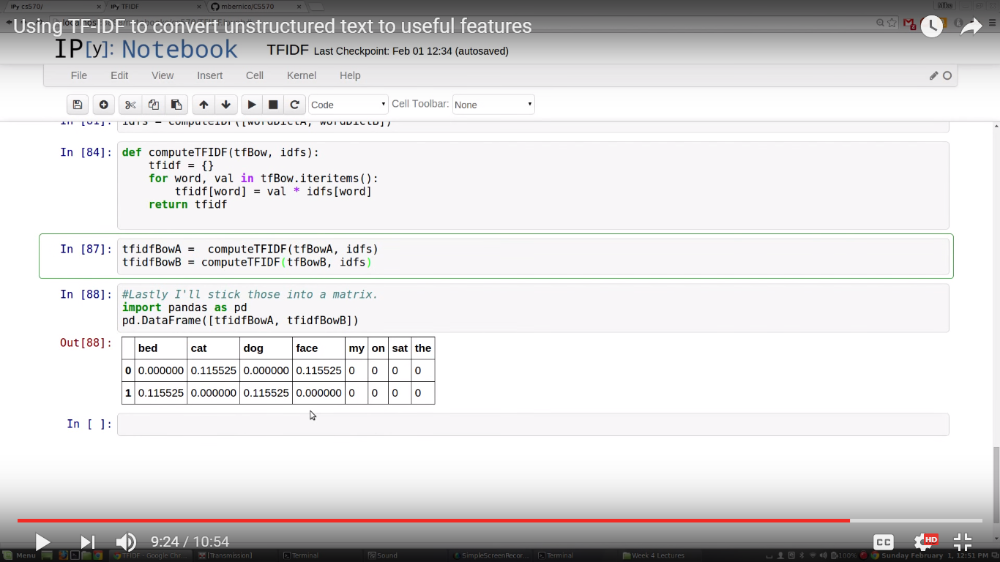 IPy cs570/
IPy TFIDF
mbernico/CS570
Using TF-IDF to convert unstructured text to useful features
IP[y]: Notebook
TFIDF Last Checkpoint: Feb 01 12:34 (autosaved)
File Edit View Insert Cell Kernel Help
Code
Cell Toolbar:
None
In [81]: idfs = computeIDF([wordDictA, wordDictB])
In [84]: def computeTFIDF(tfBow, idfs):
tfidf = {}
for word, val in tfBow.iteritems():
tfidf[word] = val * idfs[word]
return tfidf
In [87]: tfidfBowA =  computeTFIDF(tfBowA, idfs)
tfidfBowB = computeTFIDF(tfBowB, idfs)
In [88]: #Lastly I'll stick those into a matrix.
import pandas as pd
pd.DataFrame([tfidfBowA, tfidfBowB])
Out[88]:
bed cat dog face my on sat the
0 0.000000 0.115525 0.000000 0.115525 0 0 0 0
1 0.115525 0.000000 0.115525 0.000000 0 0 0 0
In [ ]:
9:24 / 10:54
CC
HD
Menu
TFIDF - Google Chr...
[Transmission]
Terminal
Sound
SimpleScreenRecor...
Terminal
Week 4 Lectures
100%
Sunday February 1, 12:51 PM